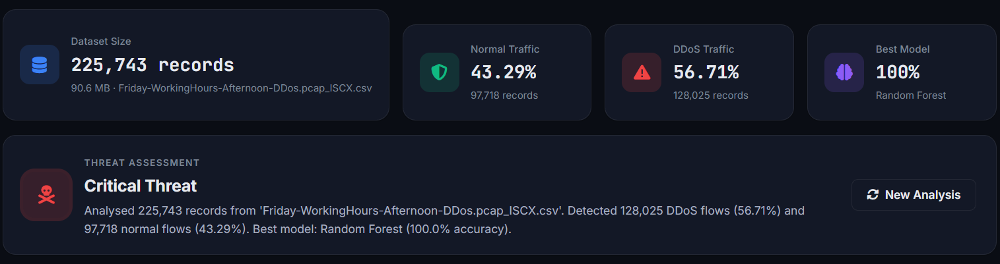 Dataset Size
225,743 records
90.6 MB · Friday-WorkingHours-Afternoon-DDos.pcap_ISCX.csv
Normal Traffic
43.29%
97,718 records
DDoS Traffic
56.71%
128,025 records
Best Model
100%
Random Forest
THREAT ASSESSMENT
Critical Threat
Analysed 225,743 records from 'Friday-WorkingHours-Afternoon-DDos.pcap_ISCX.csv'. Detected 128,025 DDoS flows (56.71%) and
97,718 normal flows (43.29%). Best model: Random Forest (100.0% accuracy).
New Analysis